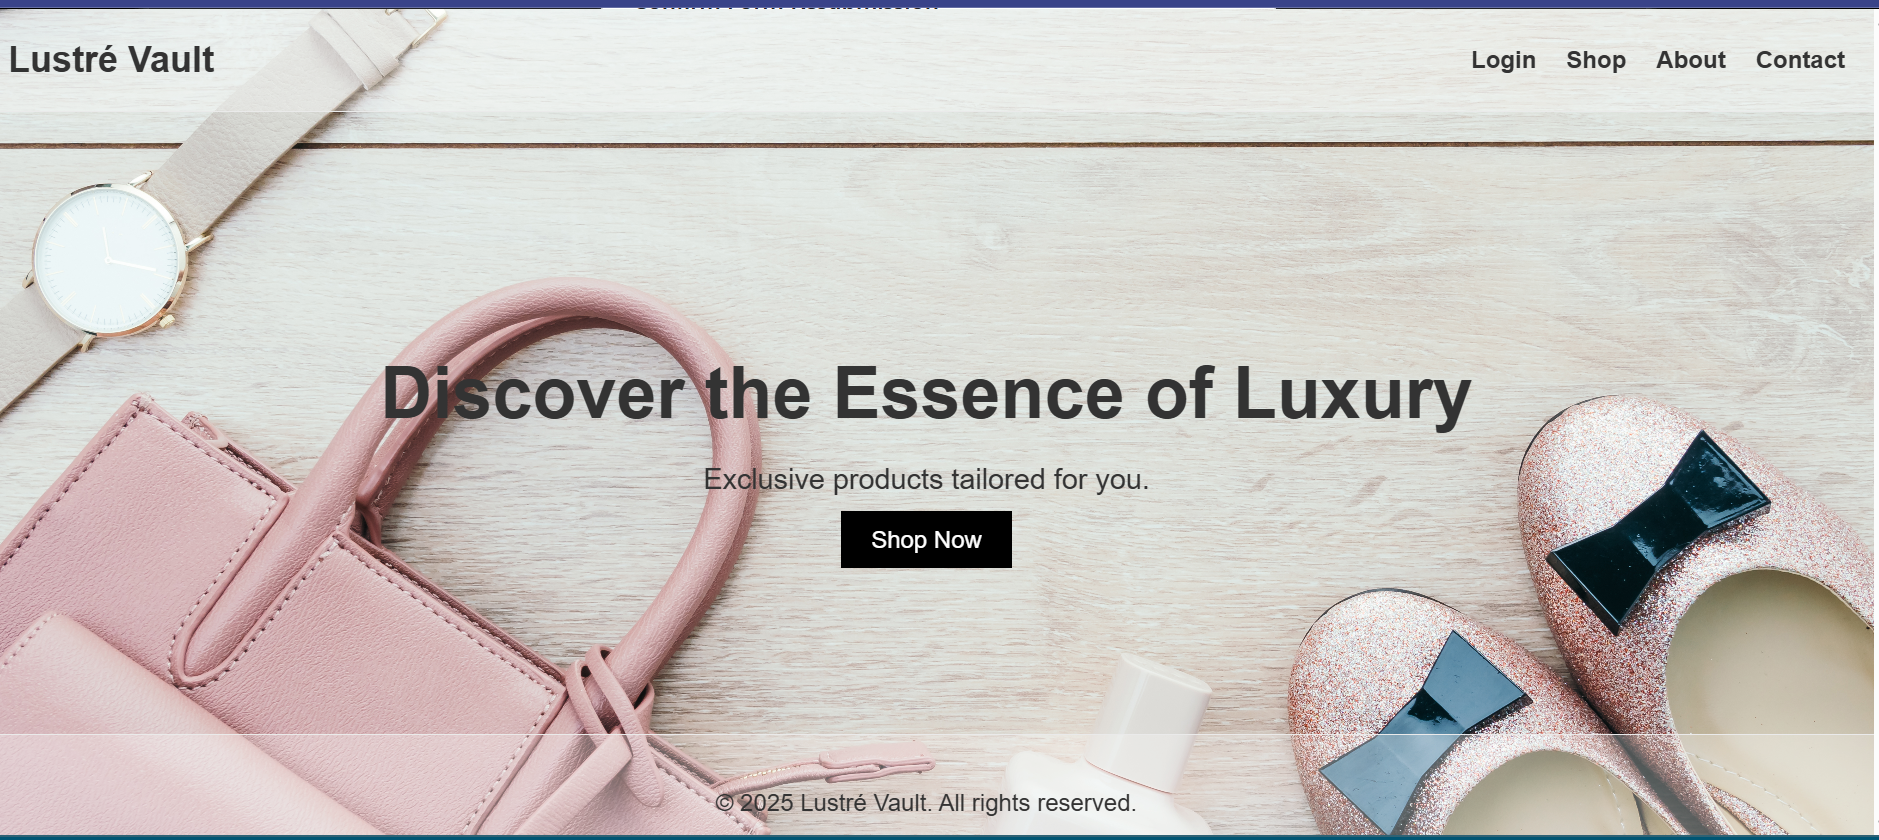 Lustré Vault
Login Shop About Contact
Discover the Essence of Luxury
Exclusive products tailored for you.
Shop Now
© 2025 Lustré Vault. All rights reserved.